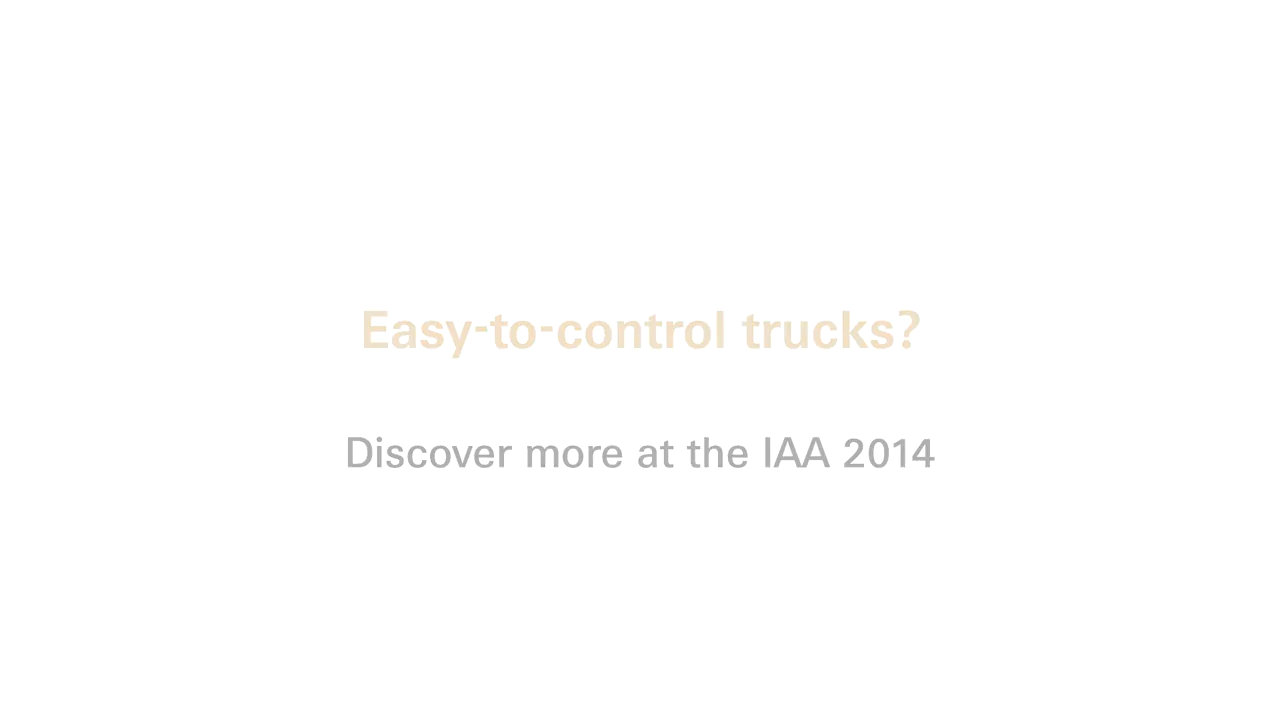 Easy-to-control trucks?
Discover more at the IAA 2014